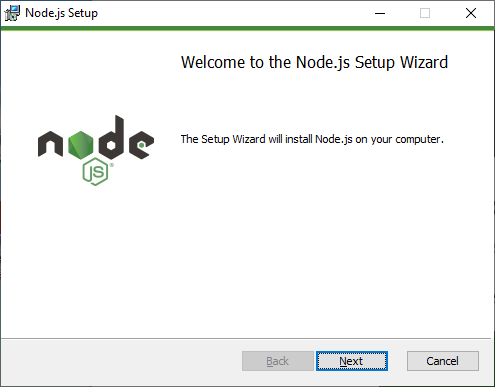 Node.js Setup
Welcome to the Node.js Setup Wizard
node
JS®
The Setup Wizard will install Node.js on your computer.
Back
Next
Cancel